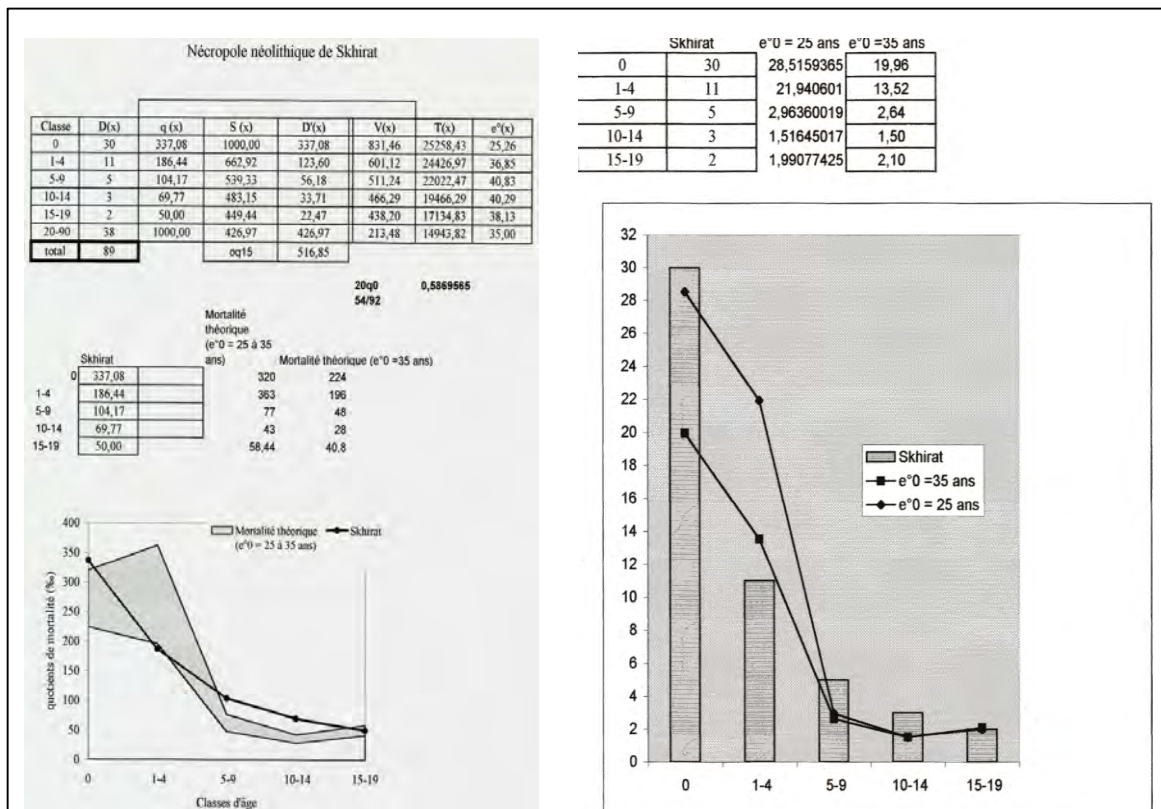 Nécropole néolithique de Skhirat
Classe D(x) q (x) S (x) D'(x) V(x) T(x) e°(x)
0 30 337,08 1000,00 337,08 831,46 25258,43 25,26
1-4 11 186,44 662,92 123,60 601,12 24426,97 36,85
5-9 5 104,17 539,33 56,18 511,24 22022,47 40,83
10-14 3 69,77 483,15 33,71 466,29 19466,29 40,29
15-19 2 50,00 449,44 22,47 438,20 17134,83 38,13
20-90 38 1000,00 426,97 426,97 213,48 14943,82 35,00
total 89 oq15 516,85
20q0 0,5869565
54/92
Mortalité
théorique
(e°0 = 25 à 35
Skhirat ans) Mortalité théorique (e°0 =35 ans)
0 337,08 320 224
1-4 186,44 363 196
5-9 104,17 77 48
10-14 69,77 43 28
15-19 50,00 58,44 40,8
400
350
300
250
200
150
100
50
0
quotients de mortalité (‰)
Mortalité théorique Skhirat
(e°0 = 25 à 35 ans)
0 1-4 5-9 10-14 15-19
Classes d'âge
Skhirat e°0 = 25 ans e°0 =35 ans
0 30 28,5159365 19,96
1-4 11 21,940601 13,52
5-9 5 2,96360019 2,64
10-14 3 1,51645017 1,50
15-19 2 1,99077425 2,10
32
30
28
26
24
22
20
18
16
14
12
10
8
6
4
2
0
Skhirat
e°0 =35 ans
e°0 = 25 ans
0 1-4 5-9 10-14 15-19